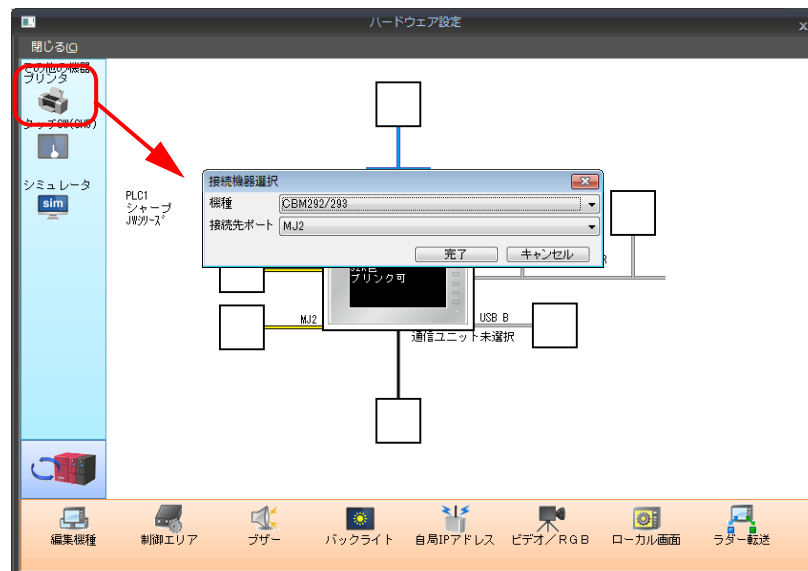 ハードウェア設定
x
閉じる(C)
その他の機器
プリンタ
タッチSW(CH5)
シミュレータ
sim
PLC1
シャープ
JWシリーズ
接続機器選択
機種
CBM292/293
接続先ポート
MJ2
完了
キャンセル
ブリンク可
MJ2
USB B
通信ユニット未選択
編集機種
制御エリア
ブザー
バックライト
自局IPアドレス
ビデオ/RGB
ローカル画面
ラダー転送